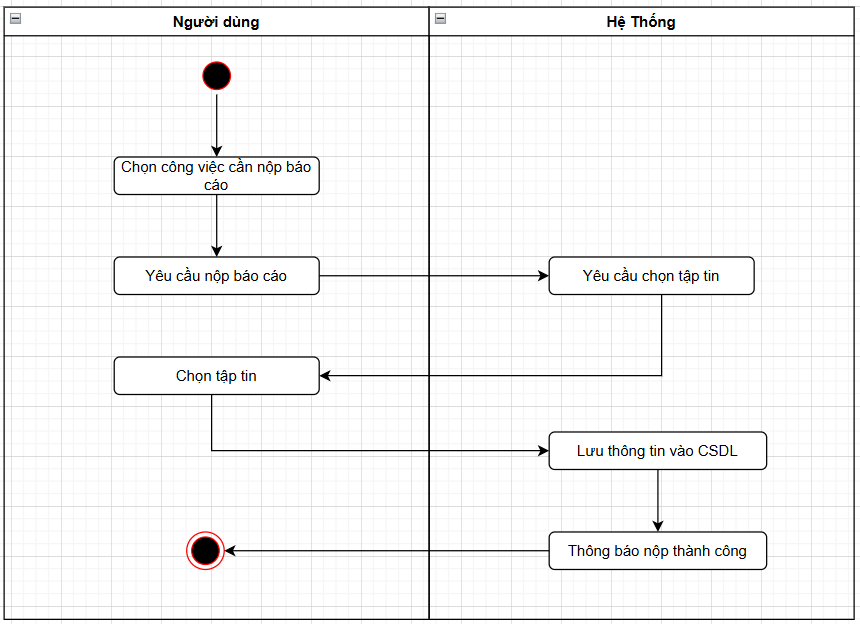 Người dùng
Hệ Thống
Chọn công việc cần nộp báo
cáo
Yêu cầu nộp báo cáo
Yêu cầu chọn tập tin
Chọn tập tin
Lưu thông tin vào CSDL
Thông báo nộp thành công